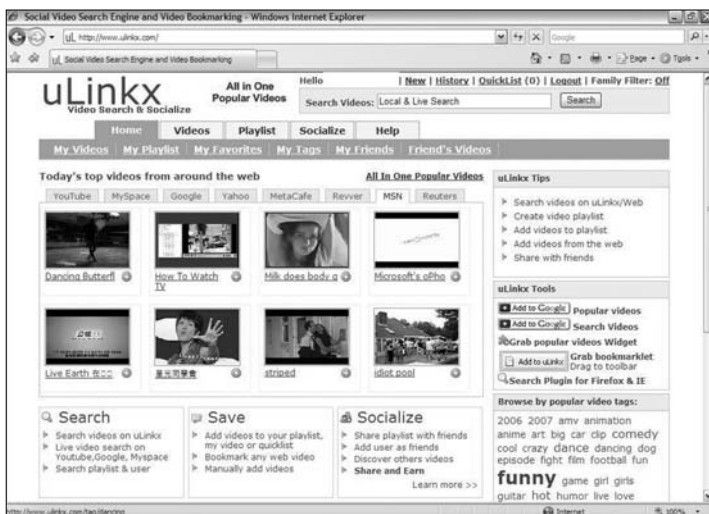 Social Video Search Engine and Video Bookmarking - Windows Internet Explorer
uL http://www.ulinkx.com/
Google
uL Social Video Search Engine and Video Bookmarking
Page
Tools
uLinkx
Video Search & Socialize
All in One
Popular Videos
Hello | New | History | QuickList (0) | Logout | Family Filter: Off
Search Videos: Local & Live Search Search
Home Videos Playlist Socialize Help
My Videos My Playlist My Favorites My Tags My Friends Friend's Videos
Today's top videos from around the web All In One Popular Videos
YouTube MySpace Google Yahoo MetaCafe Revver MSN Reuters
Dancing Butterfl
How To Watch
TV
Milk does body g
Microsoft's oPho
Live Earth 在□□
星光同學會
striped
idiot pool
Search
Search videos on uLinkx
Live video search on
Youtube,Google, Myspace
Search playlist & user
Save
Add videos to your playlist,
my video or quicklist
Bookmark any web video
Manually add videos
Socialize
Share playlist with friends
Add user as friends
Discover others videos
Share and Earn
Learn more >>
uLinkx Tips
Search videos on uLinkx/Web
Create video playlist
Add videos to playlist
Add videos from the web
Share with friends
uLinkx Tools
Add to Google Popular videos
Add to Google Search Videos
Grab popular videos Widget
Add to uLinkx Grab bookmarklet
Drag to toolbar
Search Plugin for Firefox & IE
Browse by popular video tags:
2006 2007 amv animation
anime art big car clip comedy
cool crazy dance dancing dog
episode fight film football fun
funny game girl girls
guitar hot humor live love
http://www.ulinkx.com/tag/dancing
Internet
100%